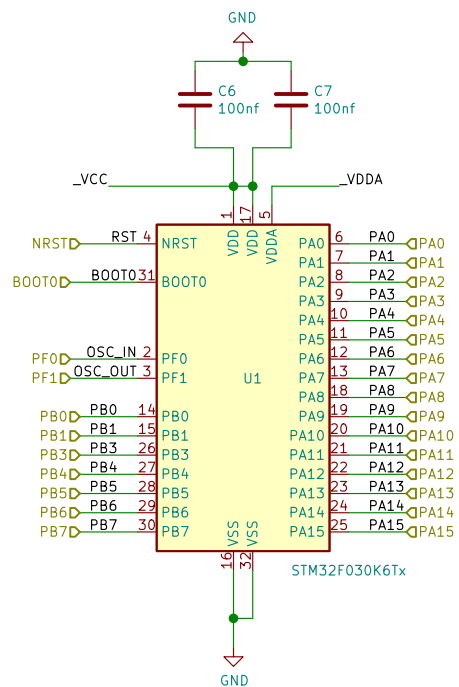 GND
C6
100nf
C7
100nf
_VCC
_VDDA
1
17
5
VDD
VDD
VDDA
NRST RST 4 NRST
BOOT0 BOOT0 31 BOOT0
PF0 OSC_IN 2 PF0
PF1 OSC_OUT 3 PF1
PB0 PB0 14 PB0
PB1 PB1 15 PB1
PB3 PB3 26 PB3
PB4 PB4 27 PB4
PB5 PB5 28 PB5
PB6 PB6 29 PB6
PB7 PB7 30 PB7
U1
PA0 6 PA0 PA0
PA1 7 PA1 PA1
PA2 8 PA2 PA2
PA3 9 PA3 PA3
PA4 10 PA4 PA4
PA5 11 PA5 PA5
PA6 12 PA6 PA6
PA7 13 PA7 PA7
PA8 18 PA8 PA8
PA9 19 PA9 PA9
PA10 20 PA10 PA10
PA11 21 PA11 PA11
PA12 22 PA12 PA12
PA13 23 PA13 PA13
PA14 24 PA14 PA14
PA15 25 PA15 PA15
VSS
VSS
16
32
STM32F030K6Tx
GND